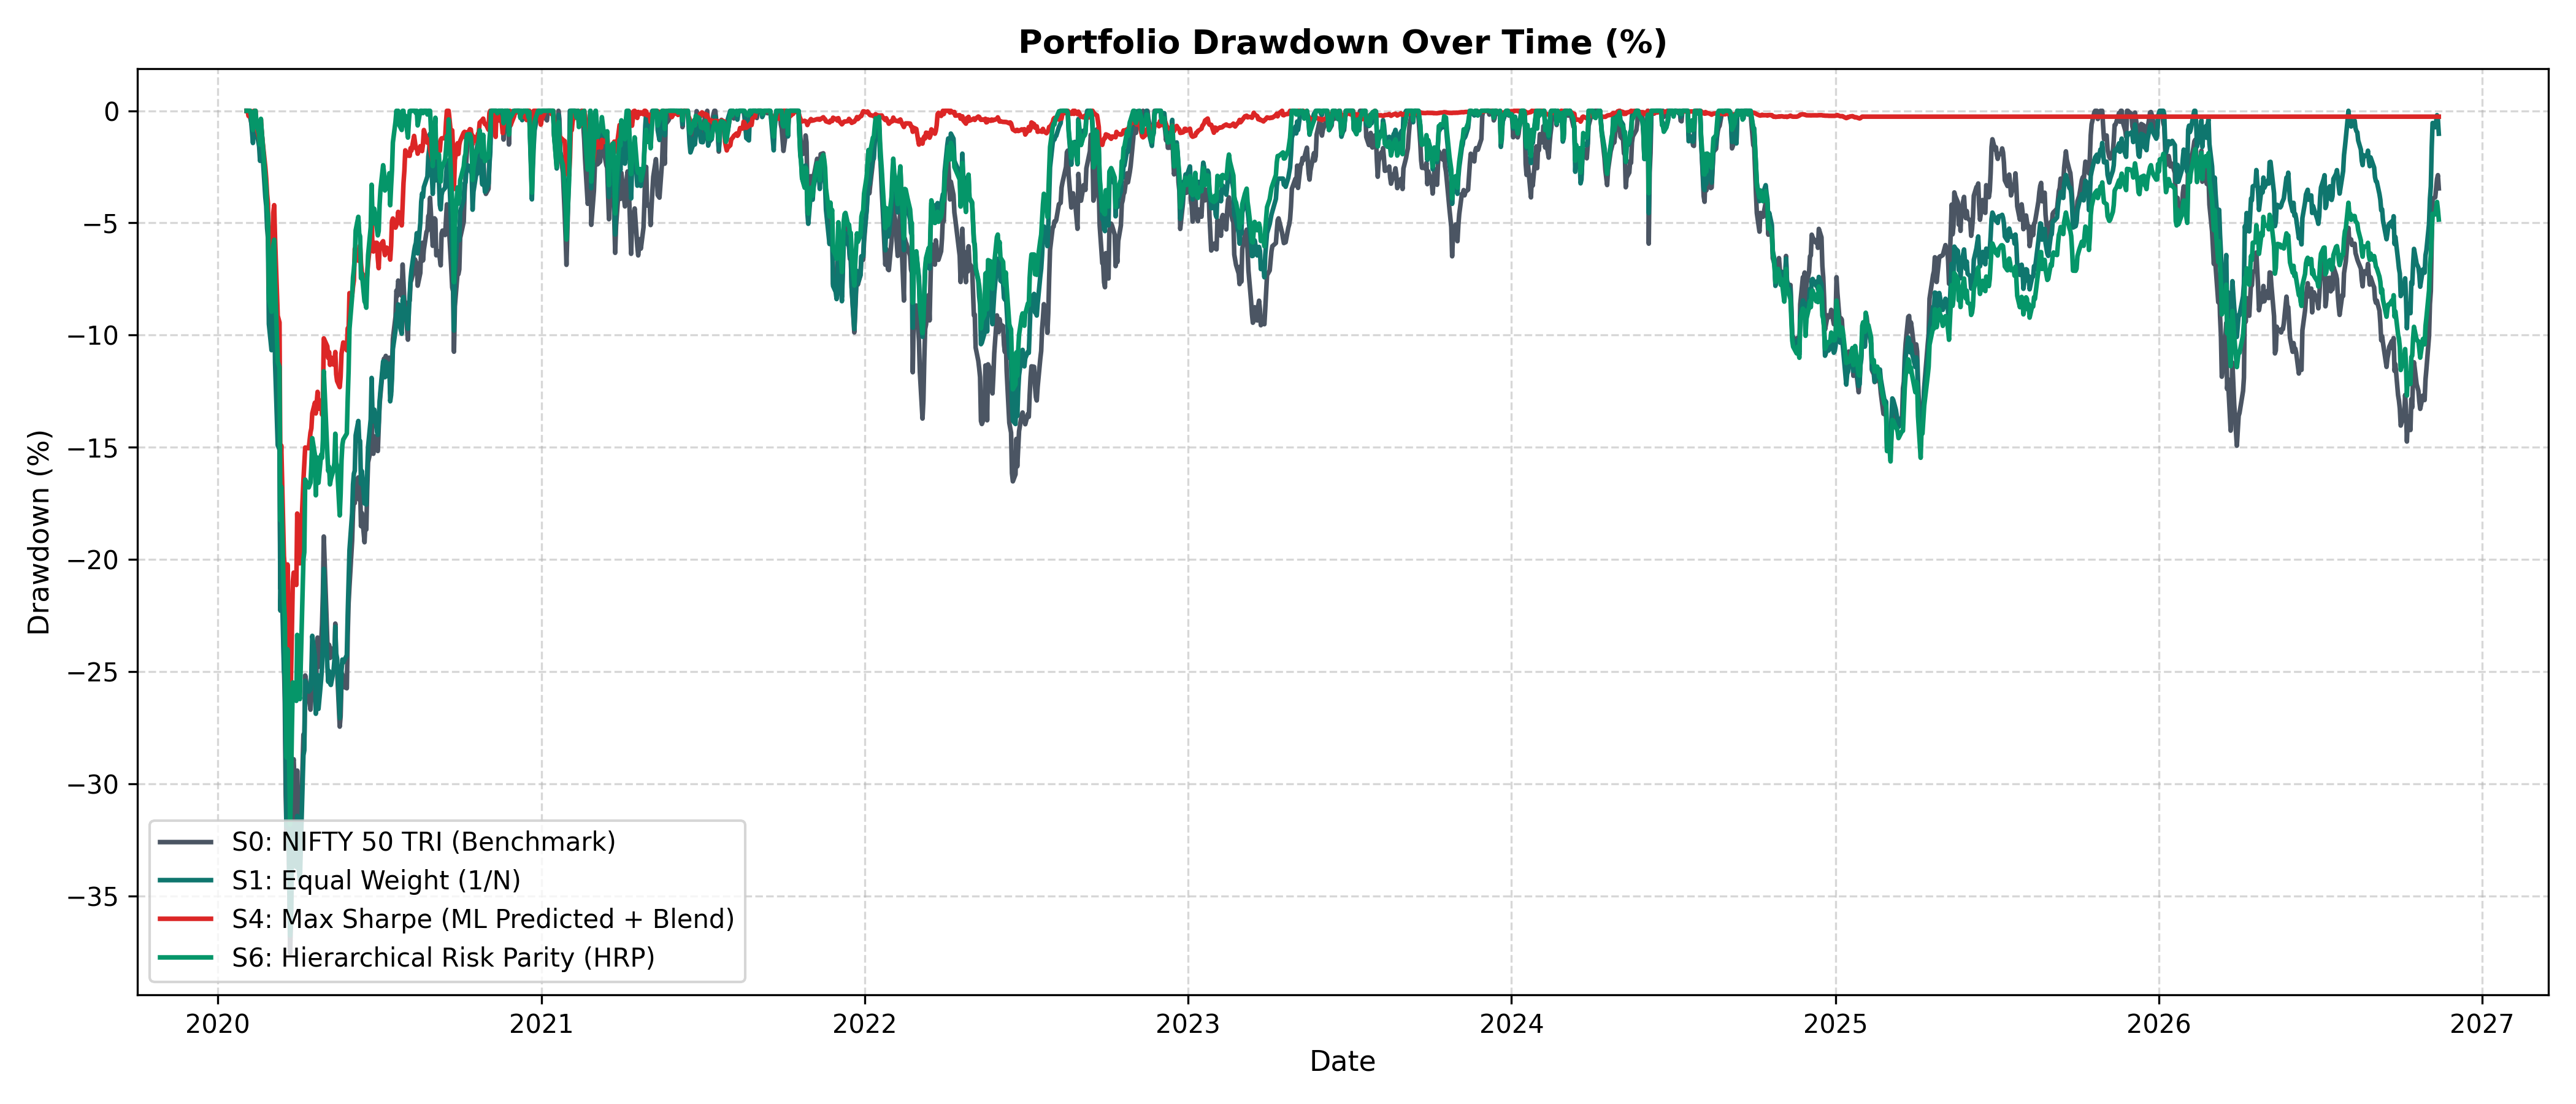 Portfolio Drawdown Over Time (%)
Drawdown (%)
0
−5
−10
−15
−20
−25
−30
−35
S0: NIFTY 50 TRI (Benchmark)
S1: Equal Weight (1/N)
S4: Max Sharpe (ML Predicted + Blend)
S6: Hierarchical Risk Parity (HRP)
2020 2021 2022 2023 2024 2025 2026 2027
Date